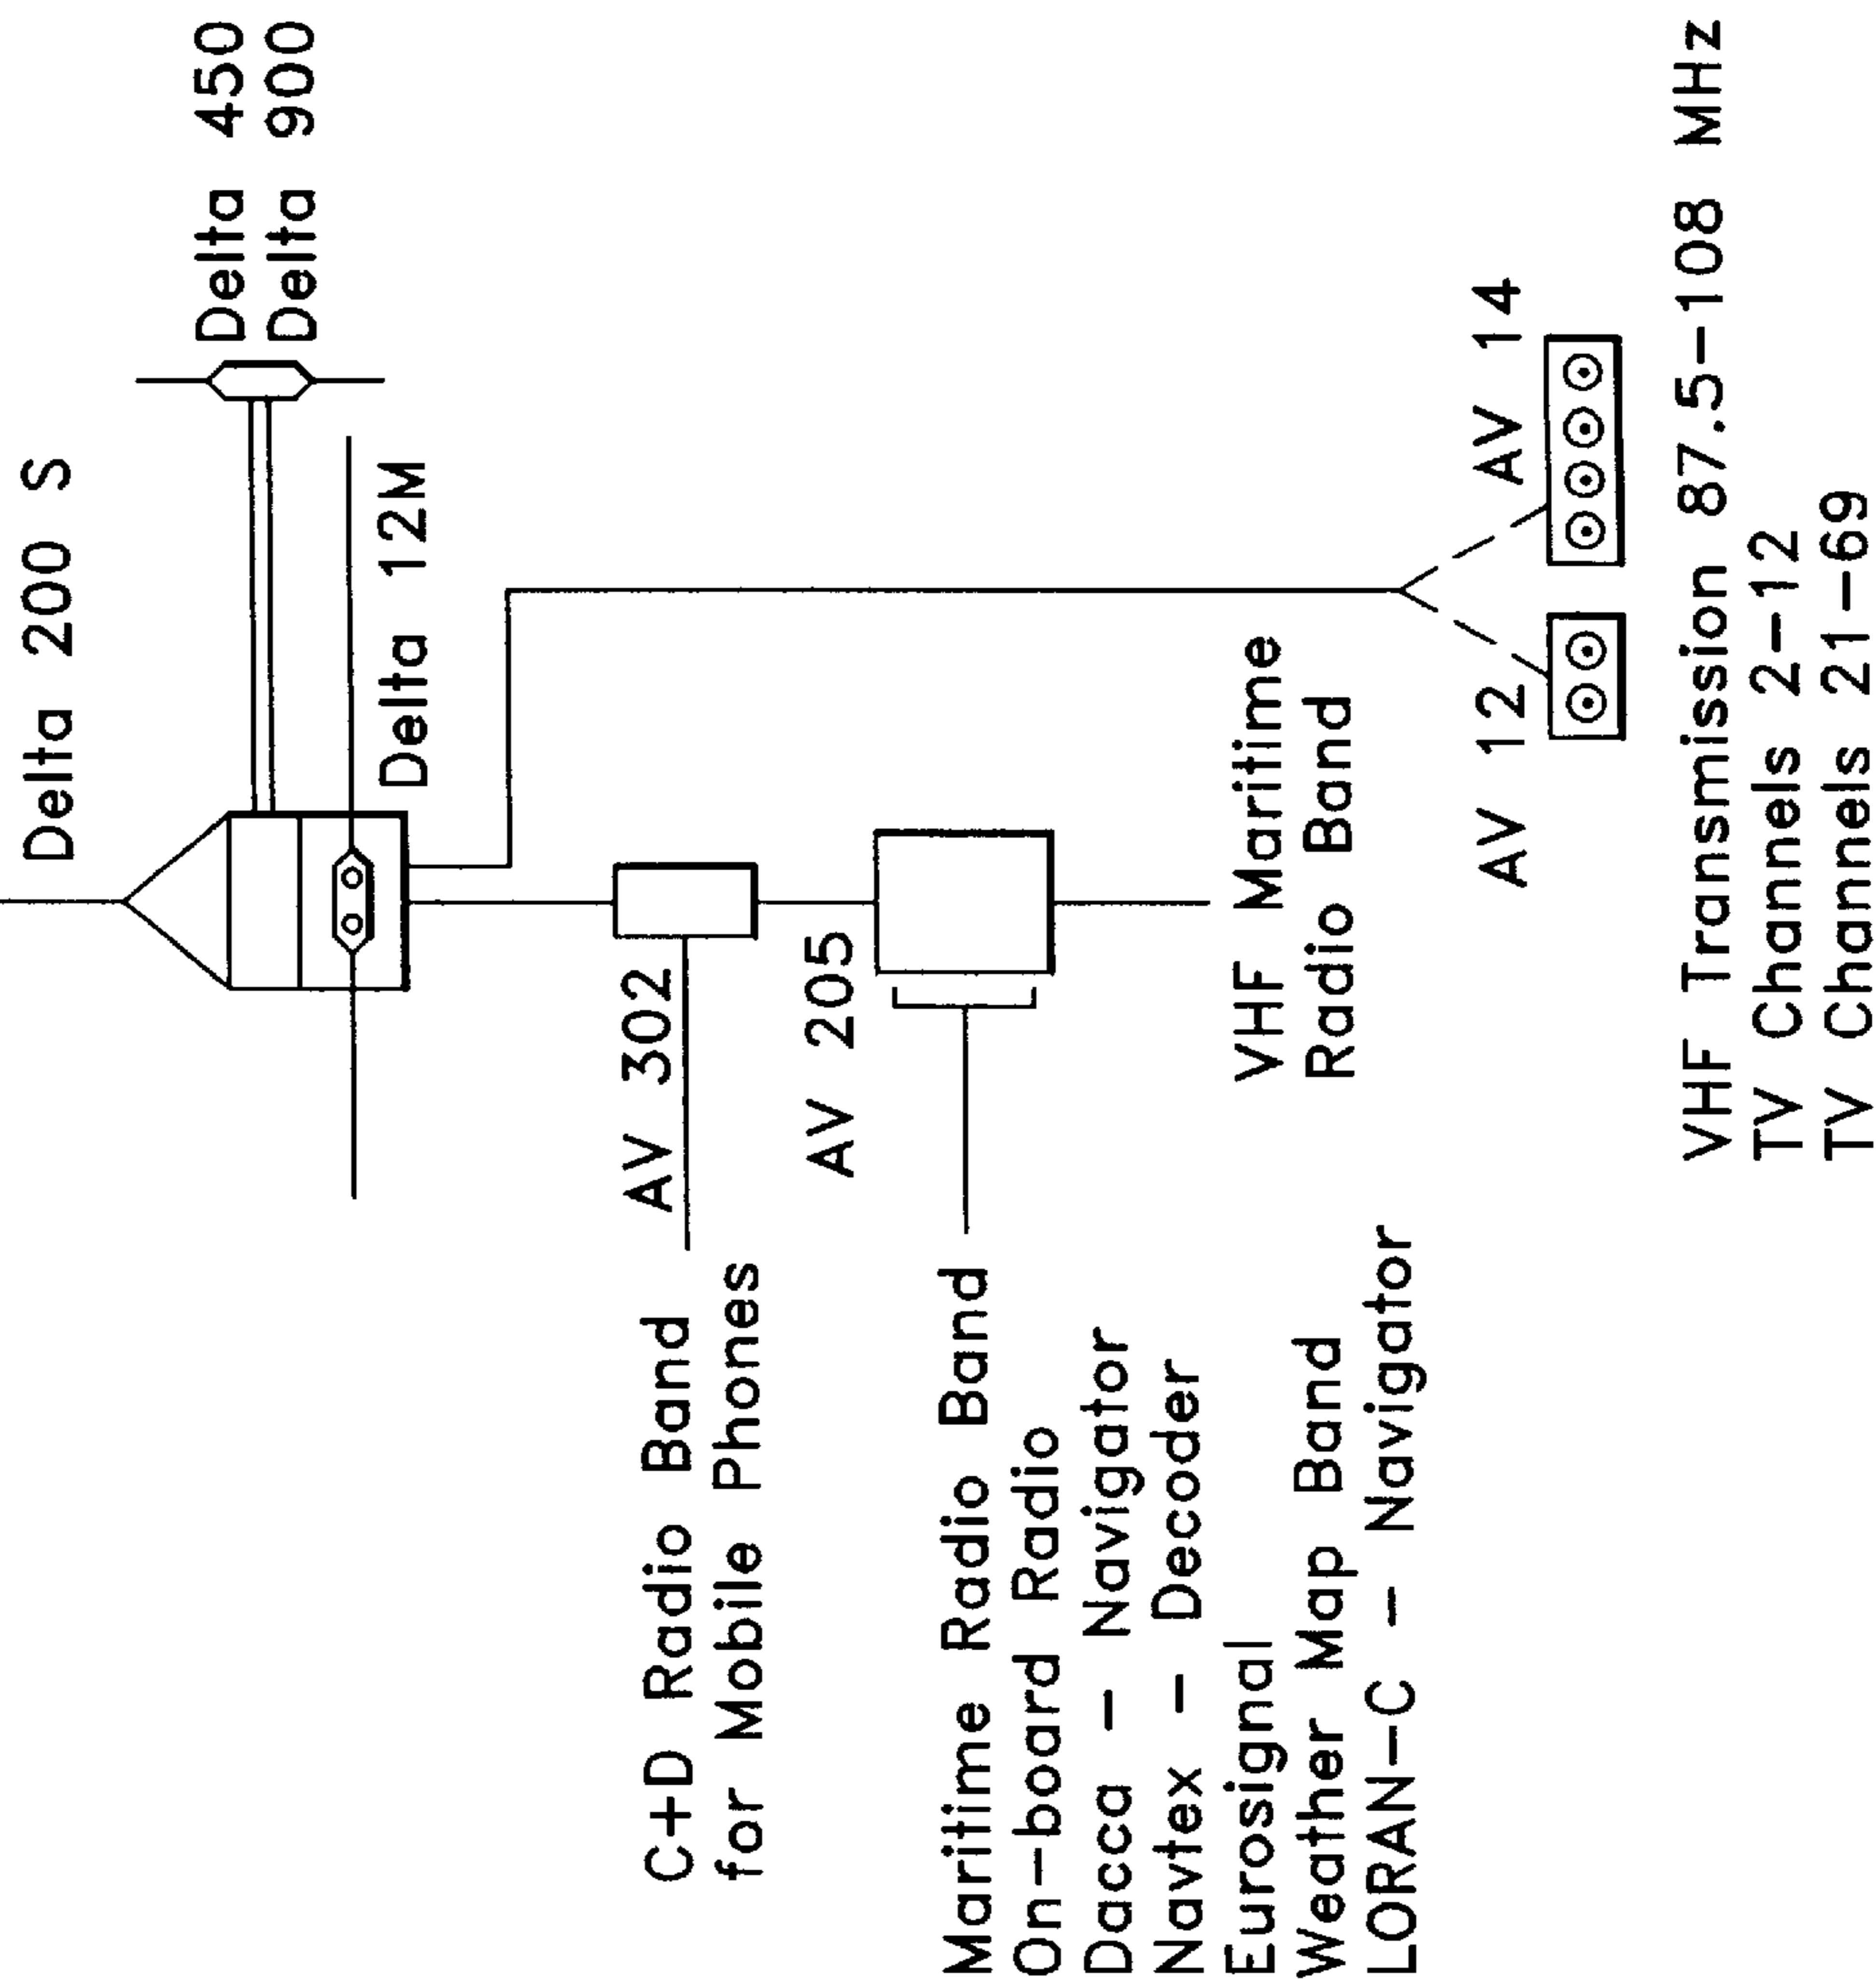 Delta 200 S
Delta 450
Delta 900
Delta 12M
AV 302
C+D Radio Band
for Mobile Phones
AV 205
Maritime Radio Band
On-board Radio
Dacca - Navigator
Navtex - Decoder
Eurosignal
Weather Map Band
LORAN-C - Navigator
VHF Maritime
Radio Band
AV 12
AV 14
VHF Transmission 87.5-108 MHz
TV Channels 2-12
TV Channels 21-69